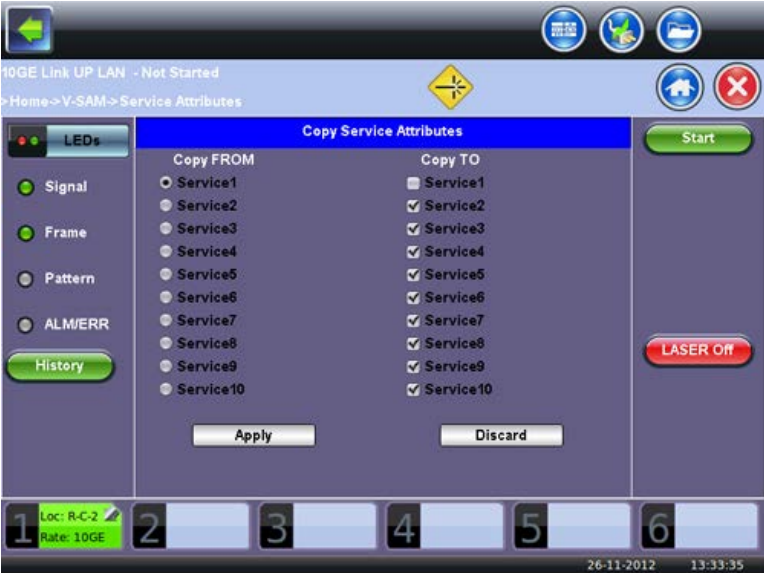 10GE Link UP LAN - Not Started
>Home->V-SAM->Service Attributes
LEDs
Signal
Frame
Pattern
ALM/ERR
History
Copy Service Attributes
Copy FROM Copy TO
Service1 Service1
Service2 Service2
Service3 Service3
Service4 Service4
Service5 Service5
Service6 Service6
Service7 Service7
Service8 Service8
Service9 Service9
Service10 Service10
Apply Discard
Start
LASER Off
1 Loc: R-C-2
Rate: 10GE
2 3 4 5 6
26-11-2012 13:33:35